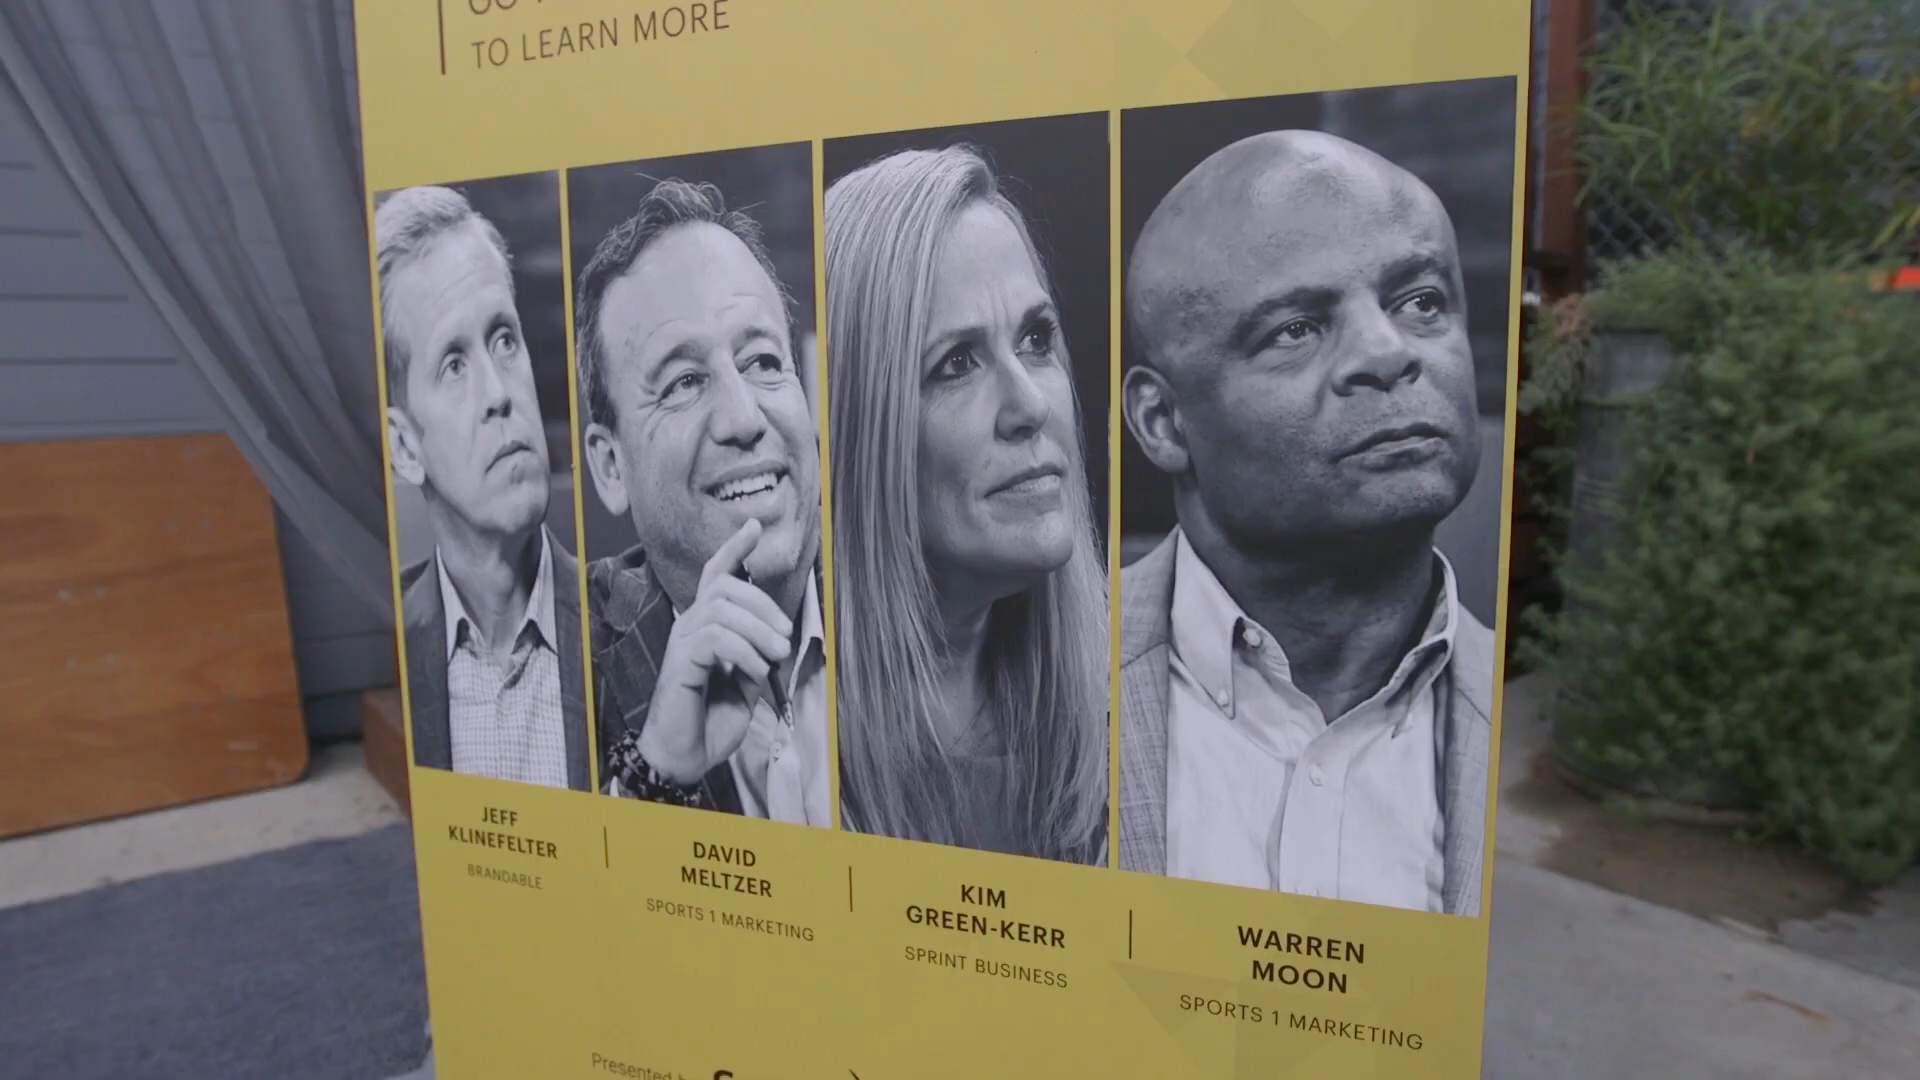 TO LEARN MORE
JEFF
KLINEFELTER
BRANDABLE
DAVID
MELTZER
SPORTS 1 MARKETING
KIM
GREEN-KERR
SPRINT BUSINESS
WARREN
MOON
SPORTS 1 MARKETING
Presented